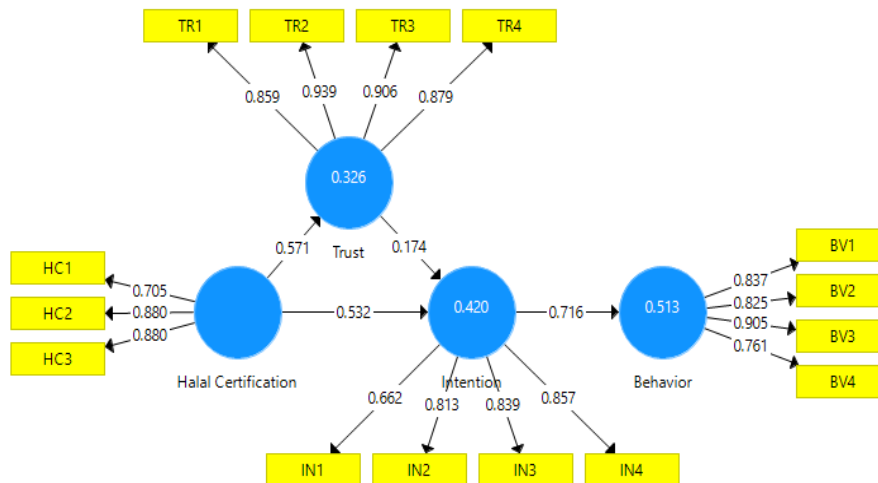 TR1 TR2 TR3 TR4
0.859 0.939 0.906 0.879
0.326
Trust
0.571 0.174
HC1
HC2
HC3
0.705
0.880
0.880
Halal Certification
0.532
0.420
Intention
0.716
0.513
Behavior
0.837
0.825
0.905
0.761
BV1
BV2
BV3
BV4
0.662 0.813 0.839 0.857
IN1 IN2 IN3 IN4